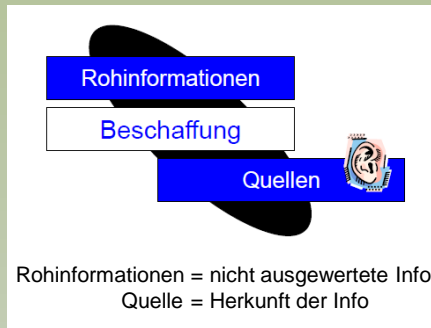 Rohinformationen
Beschaffung
Quellen
Rohinformationen = nicht ausgewertete Info
Quelle = Herkunft der Info